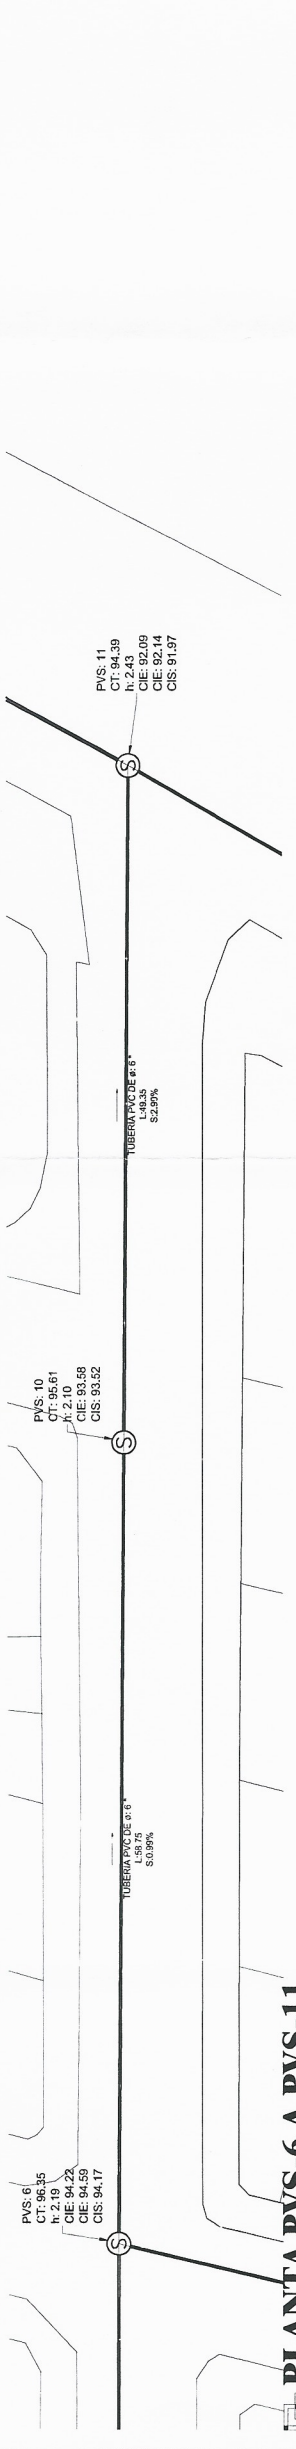 PVS: 6
CT: 96.35
h: 2.19
CIE: 94.22
CIE: 94.59
CIS: 94.17
S
TUBERIA PVC DE ø: 6"
L:58.75
S:0.99%
PVS: 10
CT: 95.61
h: 2.10
CIE: 93.58
CIS: 93.52
S
TUBERIA PVC DE ø: 6"
L:49.35
S:2.90%
PVS: 11
CT: 94.39
h: 2.43
CIE: 92.09
CIE: 92.14
CIS: 91.97
S
PLANTA PVS 6 A PVS 11